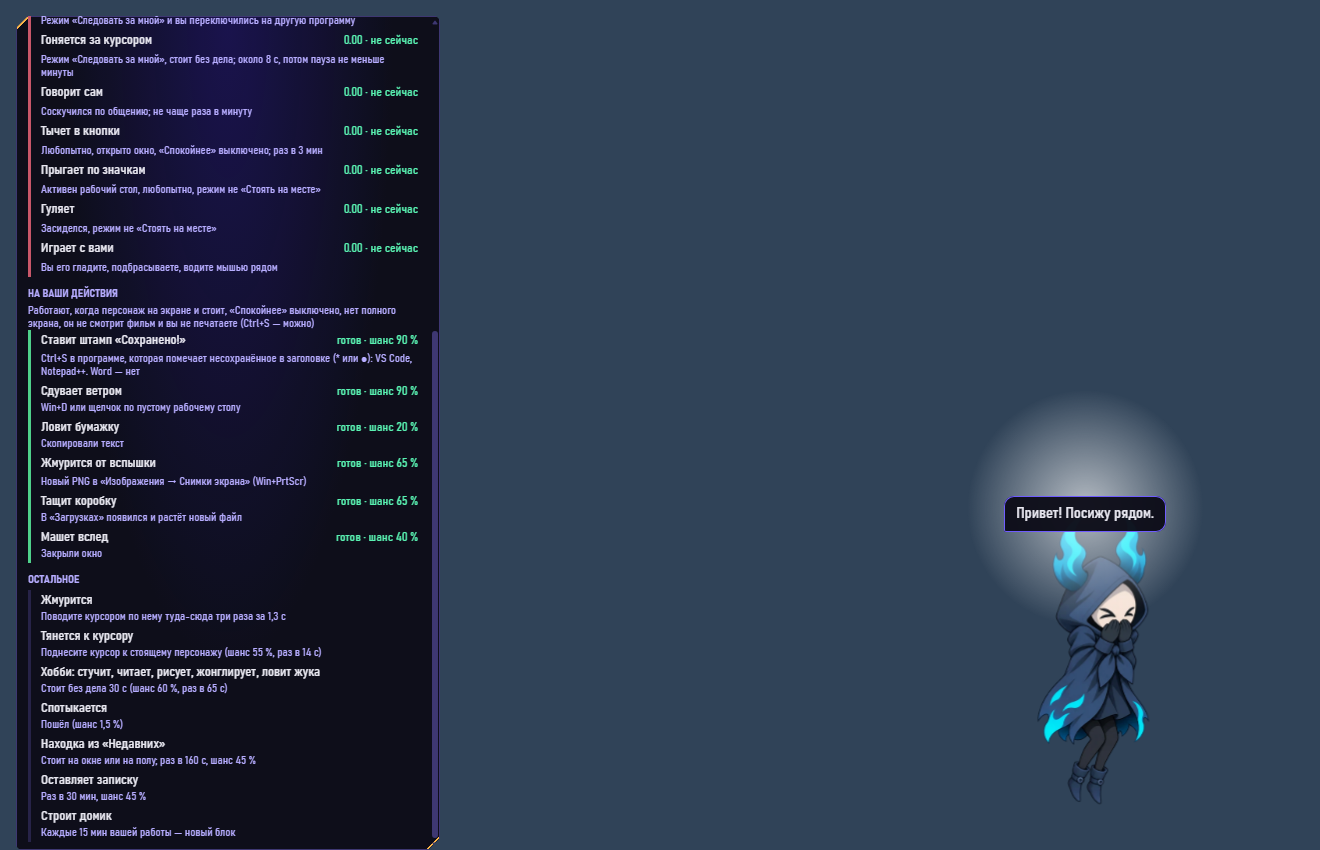 Режим «Следовать за мной» и вы переключились на другую программу
Гоняется за курсором 0.00 · не сейчас
Режим «Следовать за мной», стоит без дела; около 8 с, потом пауза не меньше
минуты
Говорит сам 0.00 · не сейчас
Соскучился по общению; не чаще раза в минуту
Тычет в кнопки 0.00 · не сейчас
Любопытно, открыто окно, «Спокойнее» выключено; раз в 3 мин
Прыгает по значкам 0.00 · не сейчас
Активен рабочий стол, любопытно, режим не «Стоять на месте»
Гуляет 0.00 · не сейчас
Засиделся, режим не «Стоять на месте»
Играет с вами 0.00 · не сейчас
Вы его гладите, подбрасываете, водите мышью рядом
НА ВАШИ ДЕЙСТВИЯ
Работают, когда персонаж на экране и стоит, «Спокойнее» выключено, нет полного
экрана, он не смотрит фильм и вы не печатаете (Ctrl+S — можно)
Ставит штамп «Сохранено!» готов · шанс 90 %
Ctrl+S в программе, которая помечает несохранённое в заголовке (* или ●): VS Code,
Notepad++. Word — нет
Сдувает ветром готов · шанс 90 %
Win+D или щелчок по пустому рабочему столу
Ловит бумажку готов · шанс 20 %
Скопировали текст
Жмурится от вспышки готов · шанс 65 %
Новый PNG в «Изображения → Снимки экрана» (Win+PrtScr)
Тащит коробку готов · шанс 65 %
В «Загрузках» появился и растёт новый файл
Машет вслед готов · шанс 40 %
Закрыли окно
ОСТАЛЬНОЕ
Жмурится
Поводите курсором по нему туда-сюда три раза за 1,3 с
Тянется к курсору
Поднесите курсор к стоящему персонажу (шанс 55 %, раз в 14 с)
Хобби: стучит, читает, рисует, жонглирует, ловит жука
Стоит без дела 30 с (шанс 60 %, раз в 65 с)
Спотыкается
Пошёл (шанс 1,5 %)
Находка из «Недавних»
Стоит на окне или на полу; раз в 160 с, шанс 45 %
Оставляет записку
Раз в 30 мин, шанс 45 %
Строит домик
Каждые 15 мин вашей работы — новый блок
Привет! Посижу рядом.